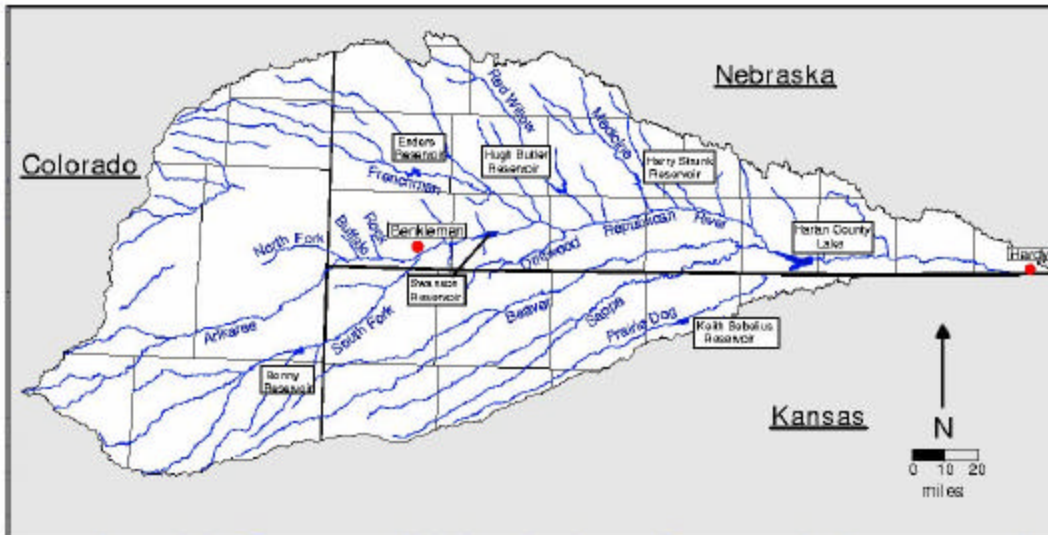 Nebraska
Colorado
Kansas
Red Willow
Medicine
Enders
Reservoir
Hugh Butler
Reservoir
Harry Strunk
Reservoir
Frenchman
Republican
River
Harlan County
Lake
North Fork
Buffalo
Rock
Benkleman
Driftwood
Hardy
Swanson
Reservoir
Beaver
Sappa
Prairie Dog
Keith Sebelius
Reservoir
Arikaree
South Fork
Bonny
Reservoir
N
0 10 20
miles